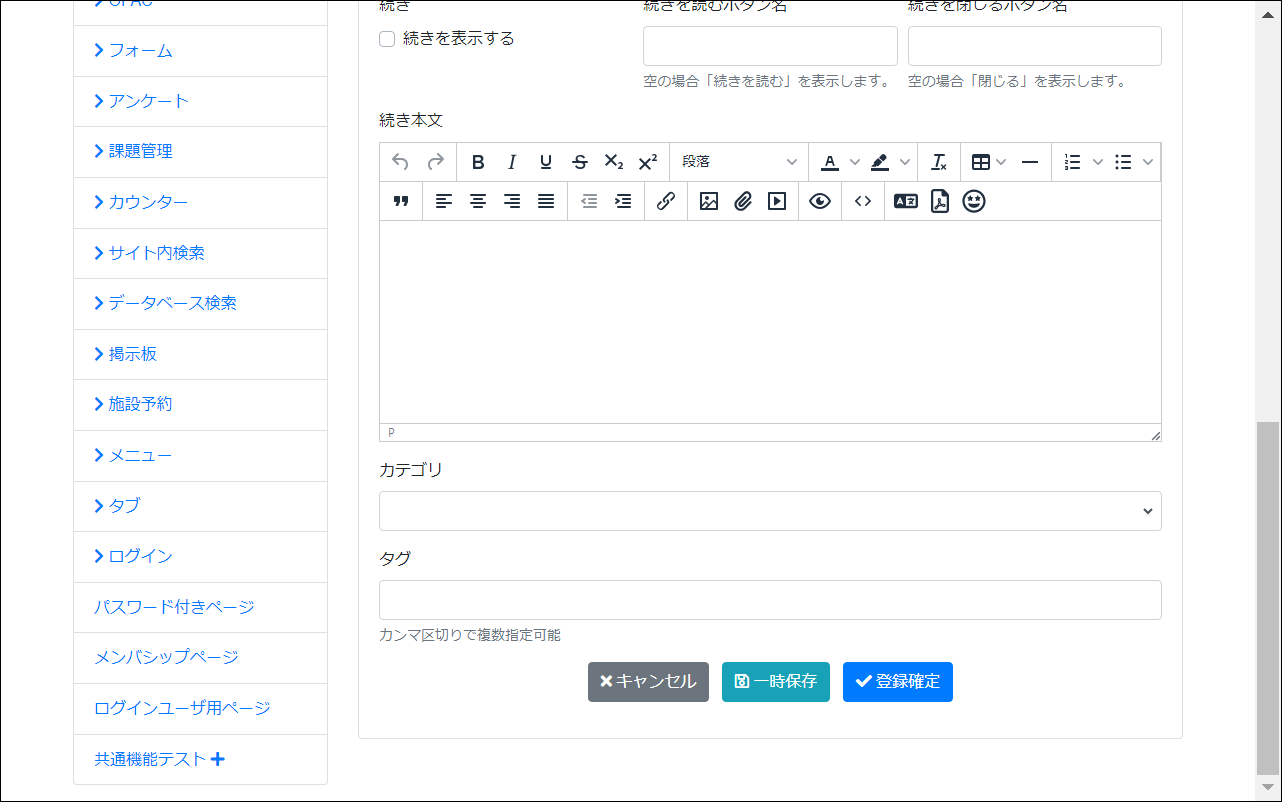 OPAC
フォーム
アンケート
課題管理
カウンター
サイト内検索
データベース検索
掲示板
施設予約
メニュー
タブ
ログイン
パスワード付きページ
メンバシップページ
ログインユーザ用ページ
共通機能テスト
続き 続きを読むボタン名 続きを閉じるボタン名
続きを表示する
空の場合「続きを読む」を表示します。 空の場合「閉じる」を表示します。
続き本文
B I U S X₂ X² 段落 A Tx
P
カテゴリ
タグ
カンマ区切りで複数指定可能
キャンセル 一時保存 登録確定